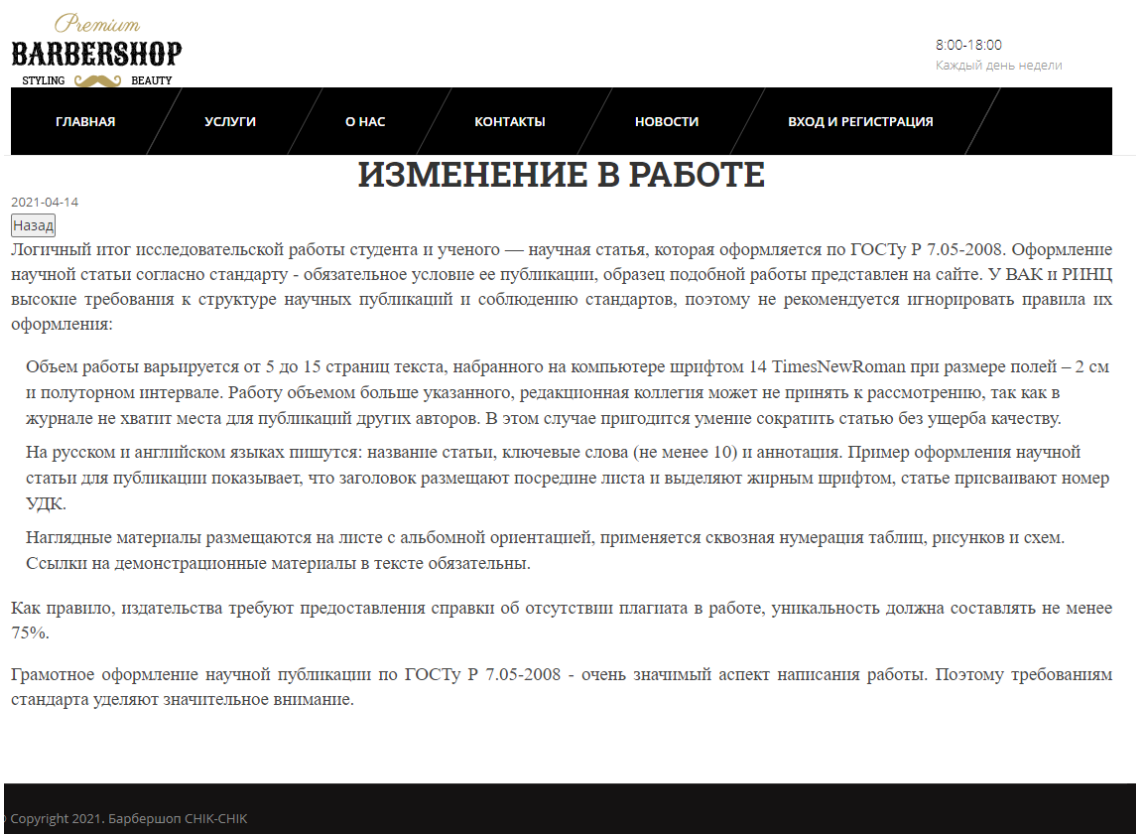 Premium
BARBERSHOP
STYLING BEAUTY
8:00-18:00
Каждый день недели
ГЛАВНАЯ УСЛУГИ О НАС КОНТАКТЫ НОВОСТИ ВХОД И РЕГИСТРАЦИЯ
ИЗМЕНЕНИЕ В РАБОТЕ
2021-04-14
Назад
Логичный итог исследовательской работы студента и ученого — научная статья, которая оформляется по ГОСТу Р 7.05-2008. Оформление
научной статьи согласно стандарту - обязательное условие ее публикации, образец подобной работы представлен на сайте. У ВАК и РИНЦ
высокие требования к структуре научных публикаций и соблюдению стандартов, поэтому не рекомендуется игнорировать правила их
оформления:
Объем работы варьируется от 5 до 15 страниц текста, набранного на компьютере шрифтом 14 TimesNewRoman при размере полей – 2 см
и полуторном интервале. Работу объемом больше указанного, редакционная коллегия может не принять к рассмотрению, так как в
журнале не хватит места для публикаций других авторов. В этом случае пригодится умение сократить статью без ущерба качеству.
На русском и английском языках пишутся: название статьи, ключевые слова (не менее 10) и аннотация. Пример оформления научной
статьи для публикации показывает, что заголовок размещают посредине листа и выделяют жирным шрифтом, статье присваивают номер
УДК.
Наглядные материалы размещаются на листе с альбомной ориентацией, применяется сквозная нумерация таблиц, рисунков и схем.
Ссылки на демонстрационные материалы в тексте обязательны.
Как правило, издательства требуют предоставления справки об отсутствии плагиата в работе, уникальность должна составлять не менее
75%.
Грамотное оформление научной публикации по ГОСТу Р 7.05-2008 - очень значимый аспект написания работы. Поэтому требованиям
стандарта уделяют значительное внимание.
© Copyright 2021. Барбершоп CHIK-CHIK